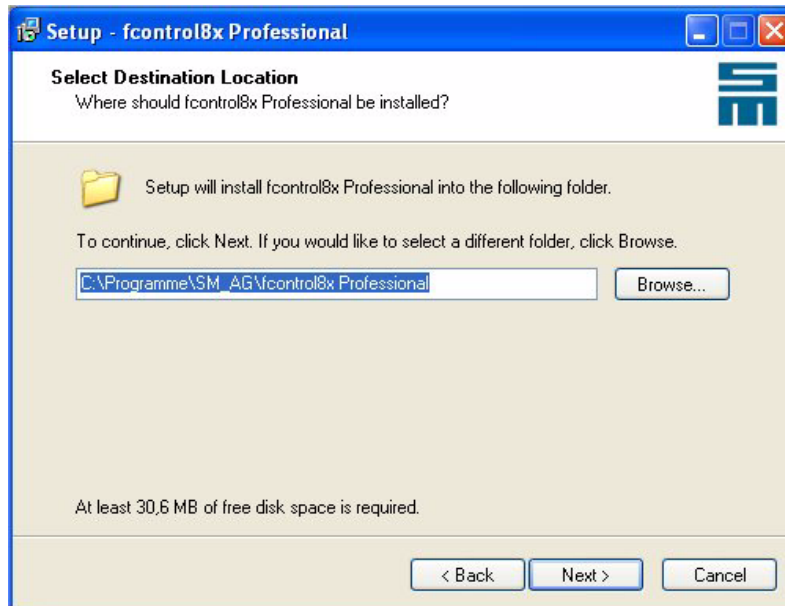 Setup - fcontrol8x Professional
Select Destination Location
Where should fcontrol8x Professional be installed?
SM
Setup will install fcontrol8x Professional into the following folder.
To continue, click Next. If you would like to select a different folder, click Browse.
C:\Programme\SM_AG\fcontrol8x Professional
Browse...
At least 30,6 MB of free disk space is required.
< Back
Next >
Cancel